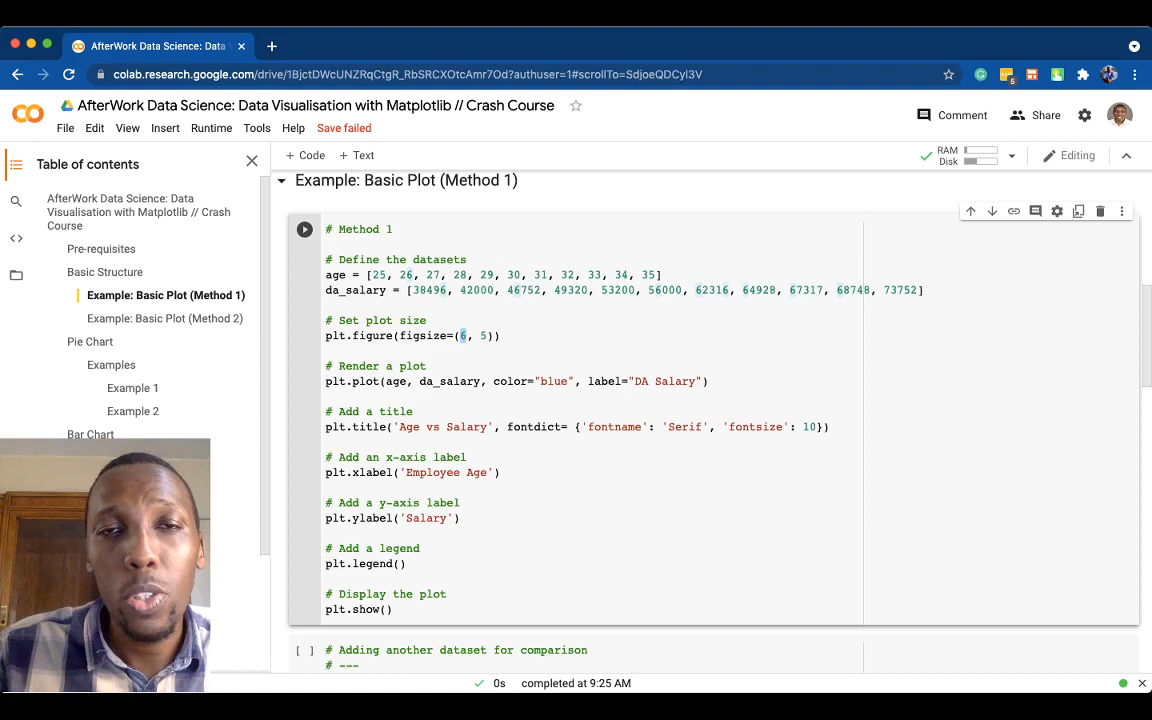 AfterWork Data Science: Data
colab.research.google.com/drive/1BjctDWcUNZRqCtgR_RbSRCXOtcAmr7Od?authuser=1#scrollTo=SdjoeQDCyl3V
5
AfterWork Data Science: Data Visualisation with Matplotlib // Crash Course
File Edit View Insert Runtime Tools Help Save failed
Comment Share
Table of contents
+ Code + Text
RAM
Disk
Editing
AfterWork Data Science: Data
Visualisation with Matplotlib // Crash
Course
Pre-requisites
Basic Structure
Example: Basic Plot (Method 1)
Example: Basic Plot (Method 2)
Pie Chart
Examples
Example 1
Example 2
Bar Chart
Example: Basic Plot (Method 1)
# Method 1
# Define the datasets
age = [25, 26, 27, 28, 29, 30, 31, 32, 33, 34, 35]
da_salary = [38496, 42000, 46752, 49320, 53200, 56000, 62316, 64928, 67317, 68748, 73752]
# Set plot size
plt.figure(figsize=(6, 5))
# Render a plot
plt.plot(age, da_salary, color="blue", label="DA Salary")
# Add a title
plt.title('Age vs Salary', fontdict= {'fontname': 'Serif', 'fontsize': 10})
# Add an x-axis label
plt.xlabel('Employee Age')
# Add a y-axis label
plt.ylabel('Salary')
# Add a legend
plt.legend()
# Display the plot
plt.show()
[ ] # Adding another dataset for comparison
# ---
0s completed at 9:25 AM